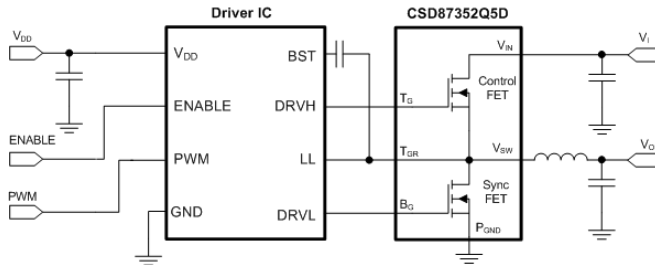 Driver IC
CSD87352Q5D
VDD
VDD
BST
VIN
VI
ENABLE
DRVH
TG
Control
FET
ENABLE
PWM
LL
TGR
VSW
VO
PWM
GND
DRVL
BG
Sync
FET
PGND